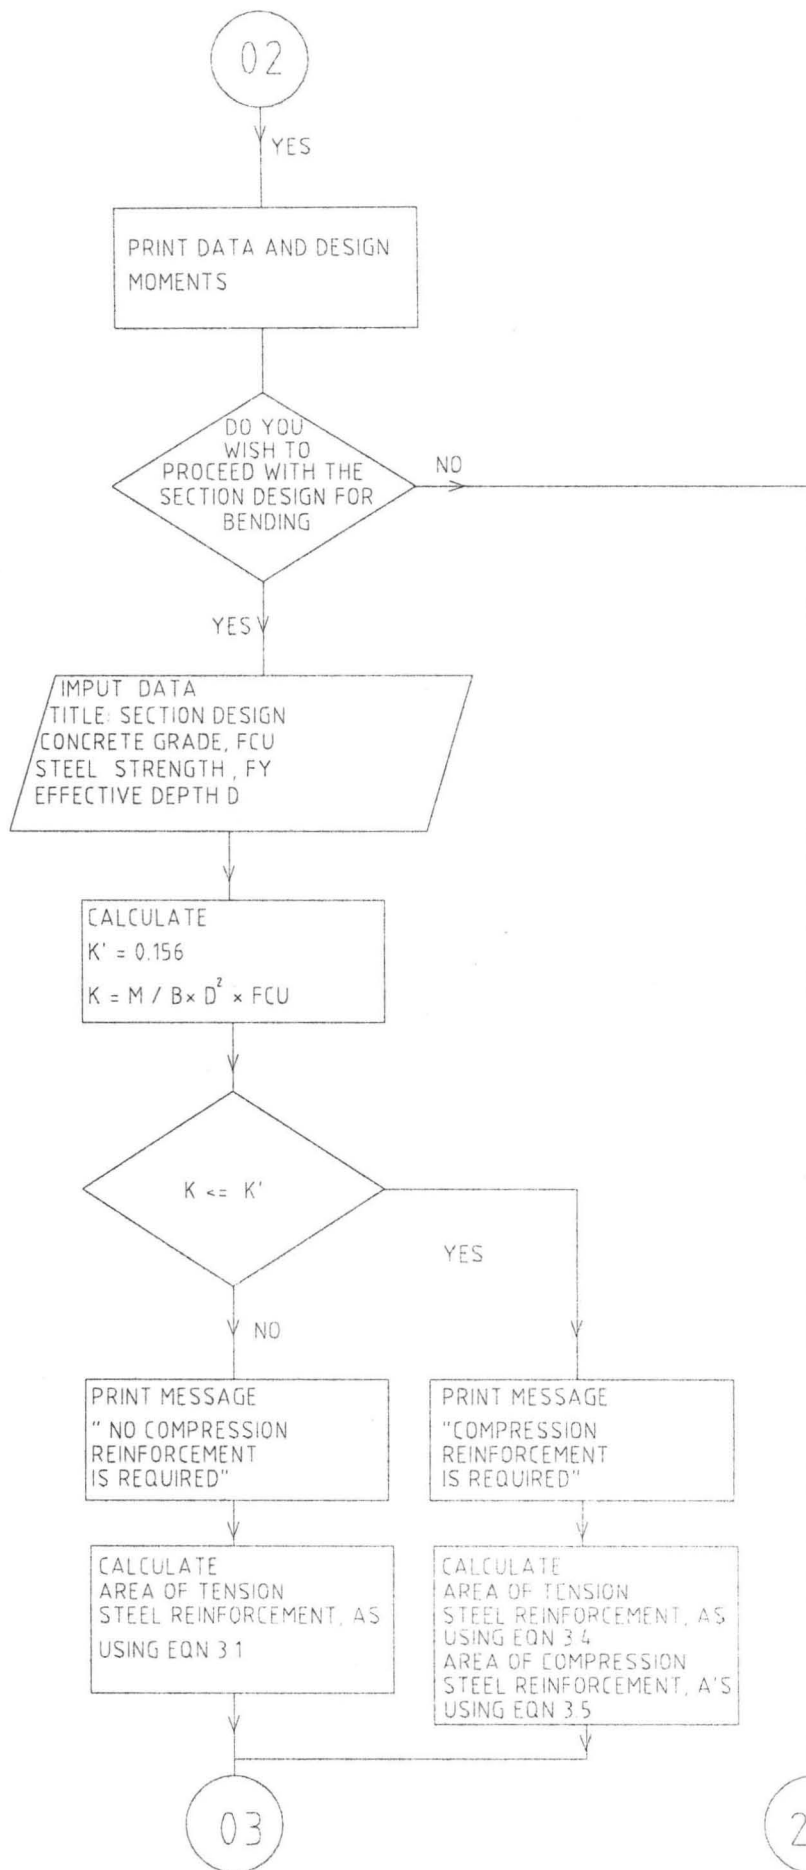 02
YES
PRINT DATA AND DESIGN
MOMENTS
DO YOU
WISH TO
PROCEED WITH THE
SECTION DESIGN FOR
BENDING
NO
YES
IMPUT DATA
TITLE: SECTION DESIGN
CONCRETE GRADE, FCU
STEEL STRENGTH, FY
EFFECTIVE DEPTH D
CALCULATE
K' = 0.156
K = M / B × D² × FCU
K <= K'
YES
NO
PRINT MESSAGE
" NO COMPRESSION
REINFORCEMENT
IS REQUIRED"
PRINT MESSAGE
"COMPRESSION
REINFORCEMENT
IS REQUIRED"
CALCULATE
AREA OF TENSION
STEEL REINFORCEMENT, AS
USING EQN 3.1
CALCULATE
AREA OF TENSION
STEEL REINFORCEMENT, AS
USING EQN 3.4
AREA OF COMPRESSION
STEEL REINFORCEMENT, A'S
USING EQN 3.5
03
2